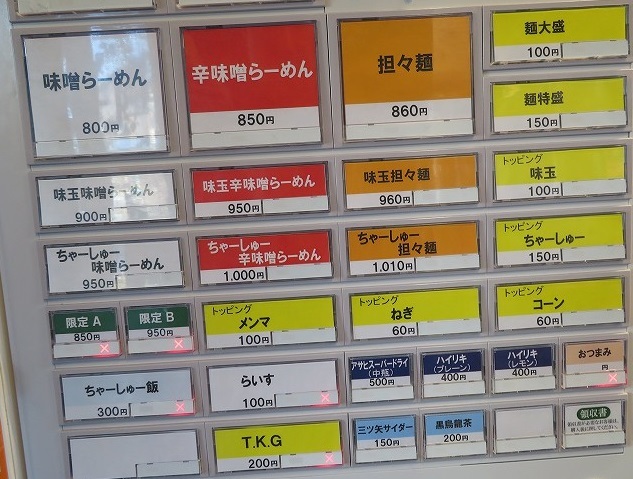 味噌らーめん
800円
辛味噌らーめん
850円
担々麺
860円
麺大盛
100円
麺特盛
150円
味玉味噌らーめん
900円
味玉辛味噌らーめん
950円
味玉担々麺
960円
トッピング
味玉
100円
ちゃーしゅー
味噌らーめん
950円
ちゃーしゅー
辛味噌らーめん
1.000円
ちゃーしゅー
担々麺
1.010円
トッピング
ちゃーしゅー
150円
限定A
850円
限定B
950円
トッピング
メンマ
100円
トッピング
ねぎ
60円
トッピング
コーン
60円
ちゃーしゅー飯
300円
らいす
100円
アサヒスーパードライ
(中瓶)
500円
ハイリキ
(プレーン)
400円
ハイリキ
(レモン)
400円
おつまみ
円
T.K.G
200円
三ツ矢サイダー
150円
黒烏龍茶
200円
領収書